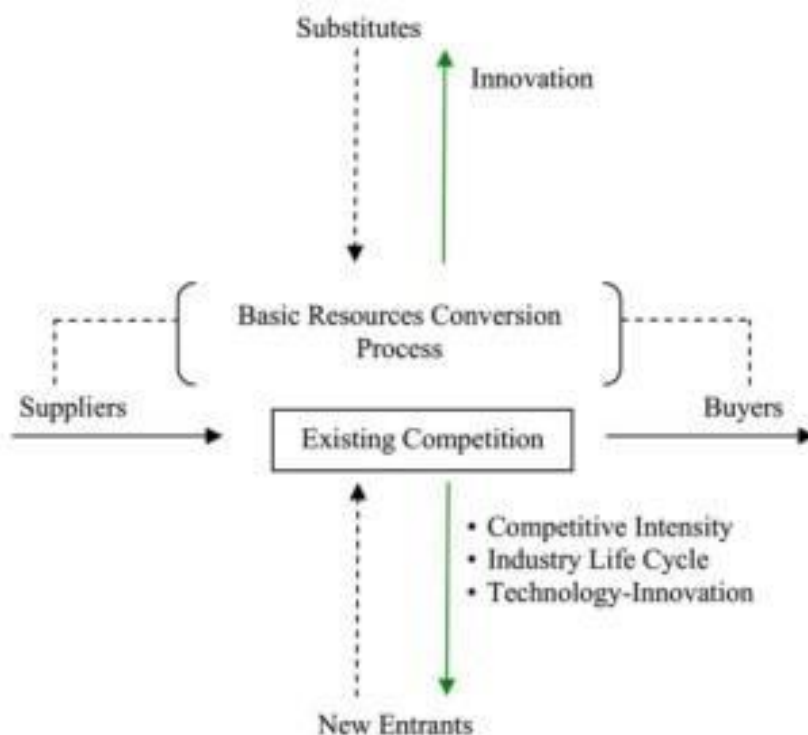 Substitutes
Innovation
Basic Resources Conversion
Process
Suppliers
Buyers
Existing Competition
• Competitive Intensity
• Industry Life Cycle
• Technology-Innovation
New Entrants